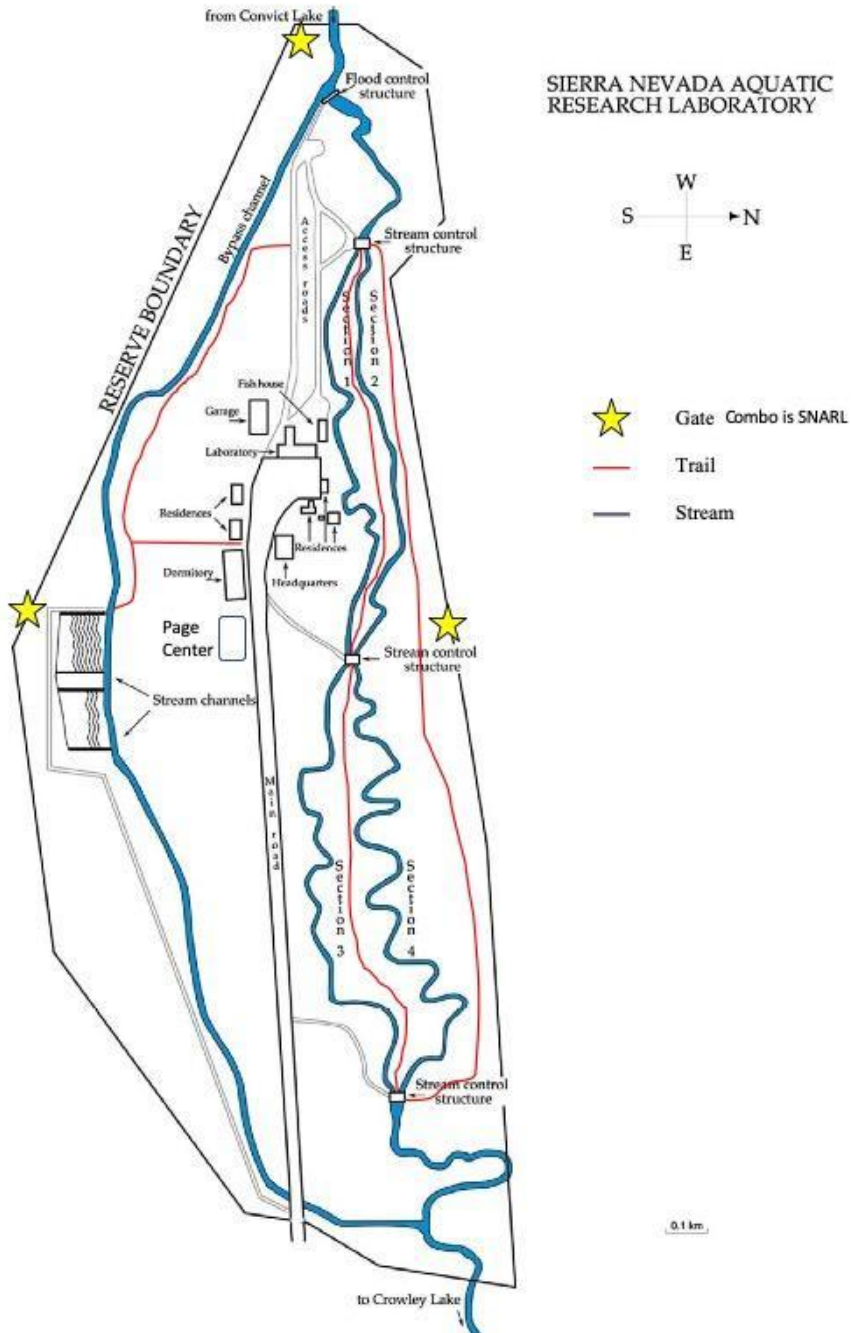 from Convict Lake
Flood control
structure
SIERRA NEVADA AQUATIC
RESEARCH LABORATORY
W
S
N
E
Bypass channel
RESERVE BOUNDARY
Access roads
Stream control
structure
Section 1
Section 2
Fish house
Garage
Laboratory
Gate Combo is SNARL
Trail
Stream
Residences
Residences
Dormitory
Headquarters
Page
Center
Stream control
structure
Stream channels
Main road
Section 3
Section 4
Stream control
structure
0.1 km
to Crowley Lake